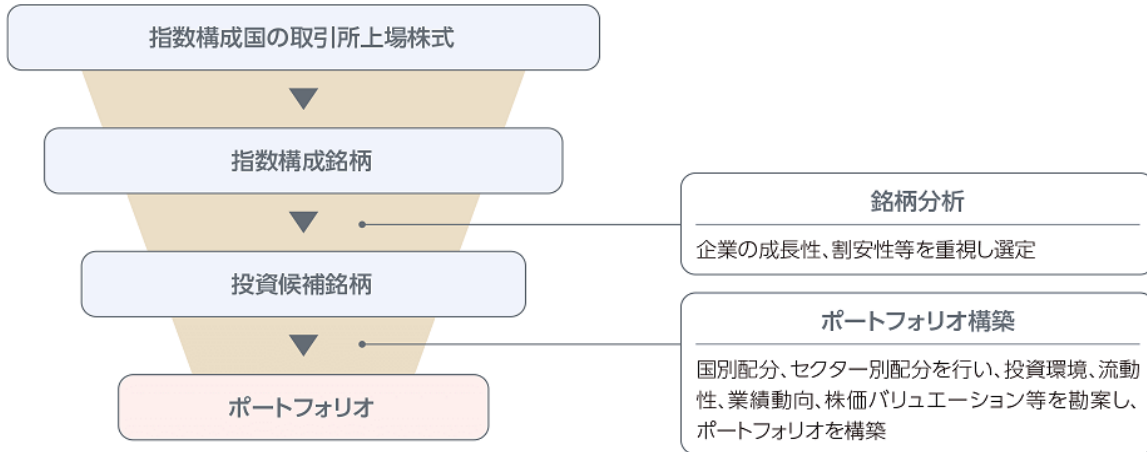 指数構成国の取引所上場株式
指数構成銘柄
銘柄分析
企業の成長性、割安性等を重視し選定
投資候補銘柄
ポートフォリオ構築
国別配分、セクター別配分を行い、投資環境、流動
性、業績動向、株価バリュエーション等を勘案し、
ポートフォリオを構築
ポートフォリオ